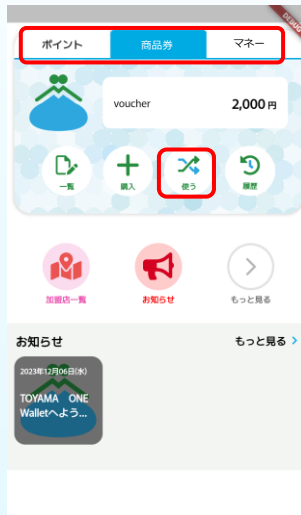 DEBUG
ポイント
商品券
マネー
voucher
2,000 円
一覧
購入
使う
履歴
加盟店一覧
お知らせ
もっと見る
お知らせ
もっと見る
2023年12月06日(水)
TOYAMA ONE
Walletへよう...